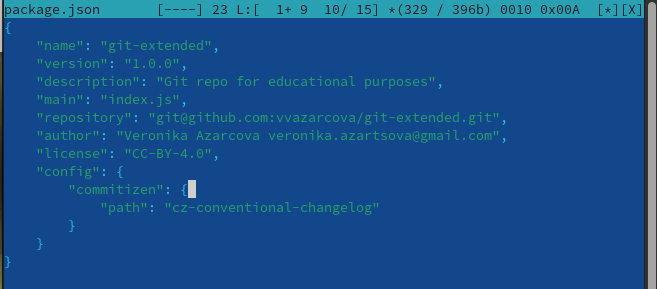 package.json [----] 23 L:[ 1+ 9 10/ 15] *(329 / 396b) 0010 0x00A [*][X]
{
    "name": "git-extended",
    "version": "1.0.0",
    "description": "Git repo for educational purposes",
    "main": "index.js",
    "repository": "git@github.com:vvazarcova/git-extended.git",
    "author": "Veronika Azarcova veronika.azartsova@gmail.com",
    "license": "CC-BY-4.0",
    "config": {
        "commitizen": {
            "path": "cz-conventional-changelog"
        }
    }
}